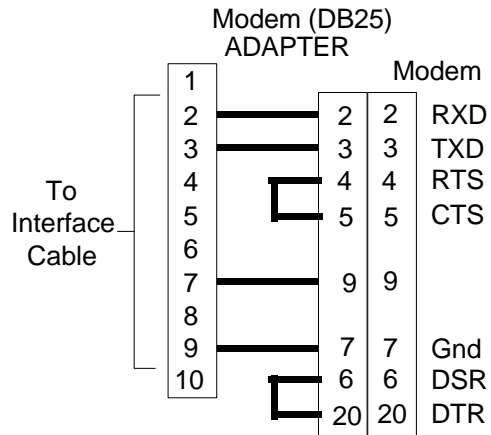 Modem (DB25)
ADAPTER
Modem
1
2 2 2 RXD
3 3 3 TXD
4 4 4 RTS
5 5 5 CTS
6
7 9 9
8
9 7 7 Gnd
10 6 6 DSR
20 20 DTR
To
Interface
Cable